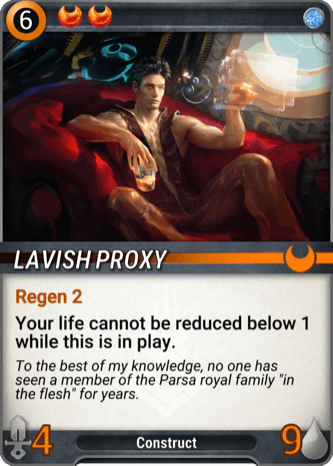 6
LAVISH PROXY
Regen 2
Your life cannot be reduced below 1
while this is in play.
To the best of my knowledge, no one has
seen a member of the Parsa royal family "in
the flesh" for years.
4
Construct
9